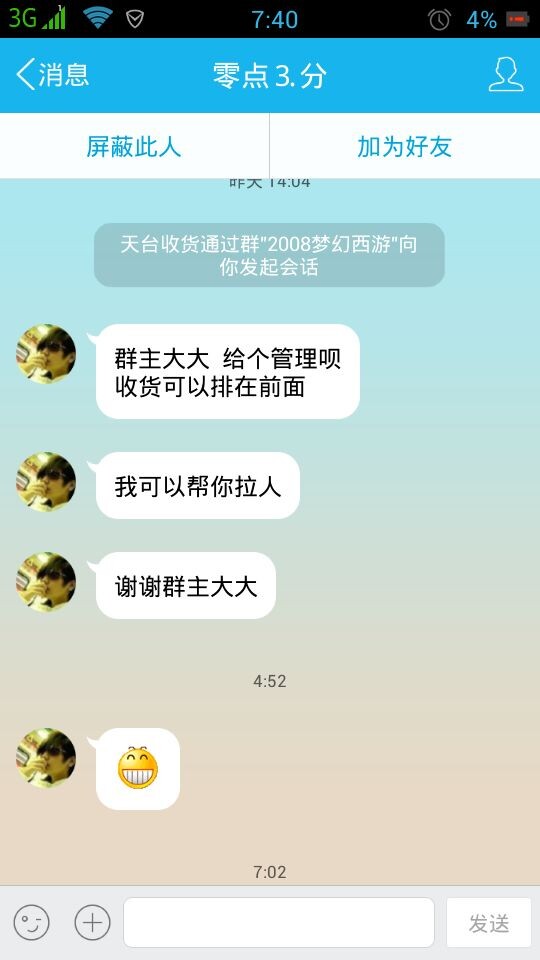 3G 1 7:40 4%
消息 零点3.分
屏蔽此人 加为好友
昨天 14:04
天台收货通过群"2008梦幻西游"向
你发起会话
群主大大 给个管理呗
收货可以排在前面
我可以帮你拉人
谢谢群主大大
4:52
7:02
发送